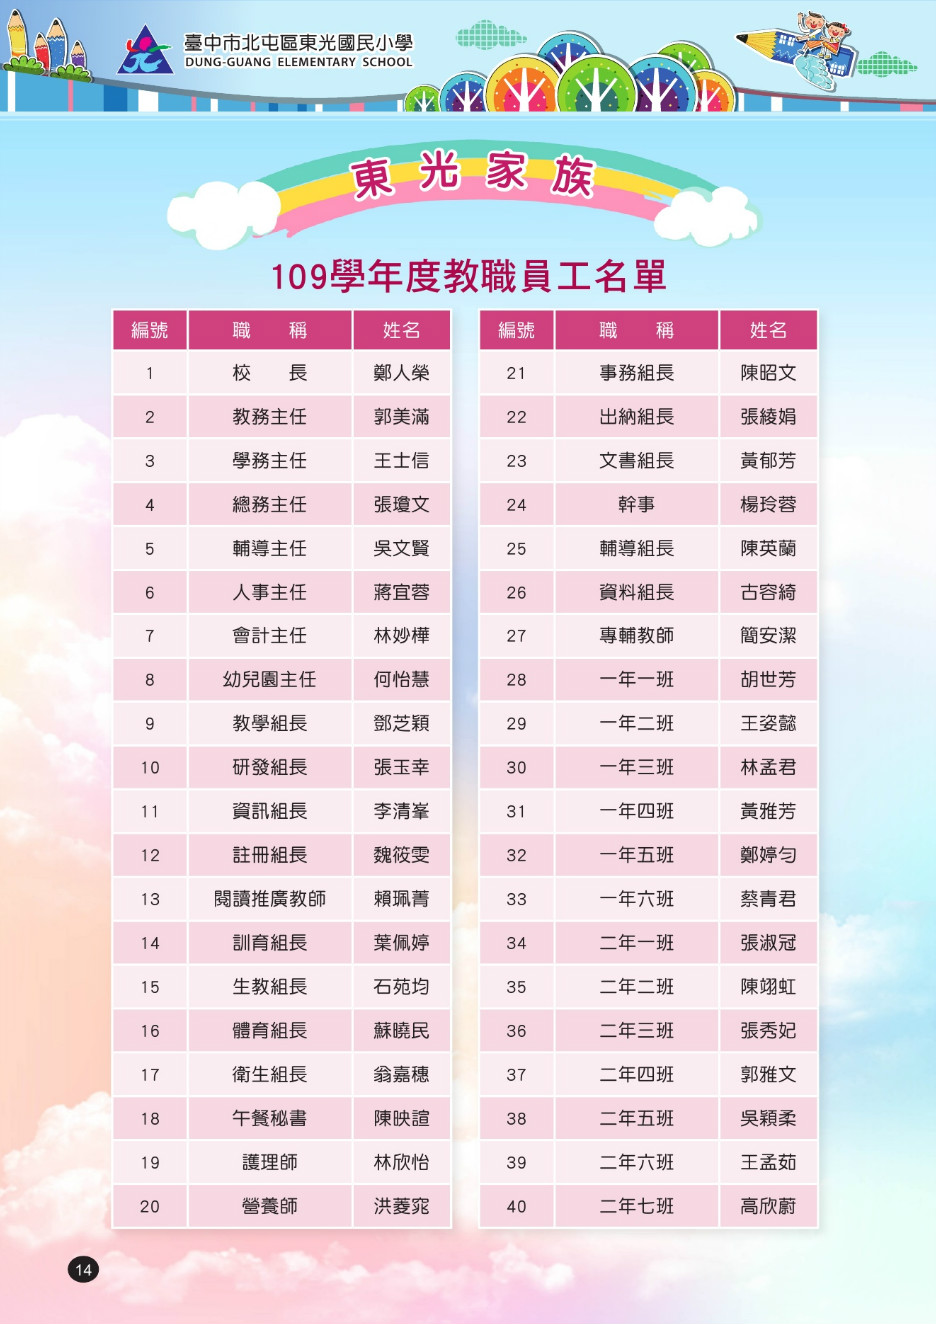 臺中市北屯區東光國民小學
DUNG-GUANG ELEMENTARY SCHOOL
東光家族
109學年度教職員工名單
編號 職稱 姓名
1 校長 鄭人榮
2 教務主任 郭美滿
3 學務主任 王士信
4 總務主任 張瓊文
5 輔導主任 吳文賢
6 人事主任 蔣宜蓉
7 會計主任 林妙樺
8 幼兒園主任 何怡慧
9 教學組長 鄧芝穎
10 研發組長 張玉幸
11 資訊組長 李清峯
12 註冊組長 魏筱雯
13 閱讀推廣教師 賴珮菁
14 訓育組長 葉佩婷
15 生教組長 石苑均
16 體育組長 蘇曉民
17 衛生組長 翁嘉穗
18 午餐秘書 陳映諠
19 護理師 林欣怡
20 營養師 洪菱窕
編號 職稱 姓名
21 事務組長 陳昭文
22 出納組長 張綾娟
23 文書組長 黃郁芳
24 幹事 楊玲蓉
25 輔導組長 陳英蘭
26 資料組長 古容綺
27 專輔教師 簡安潔
28 一年一班 胡世芳
29 一年二班 王姿懿
30 一年三班 林孟君
31 一年四班 黃雅芳
32 一年五班 鄭婷勻
33 一年六班 蔡青君
34 二年一班 張淑冠
35 二年二班 陳翊虹
36 二年三班 張秀妃
37 二年四班 郭雅文
38 二年五班 吳穎柔
39 二年六班 王孟茹
40 二年七班 高欣蔚
14